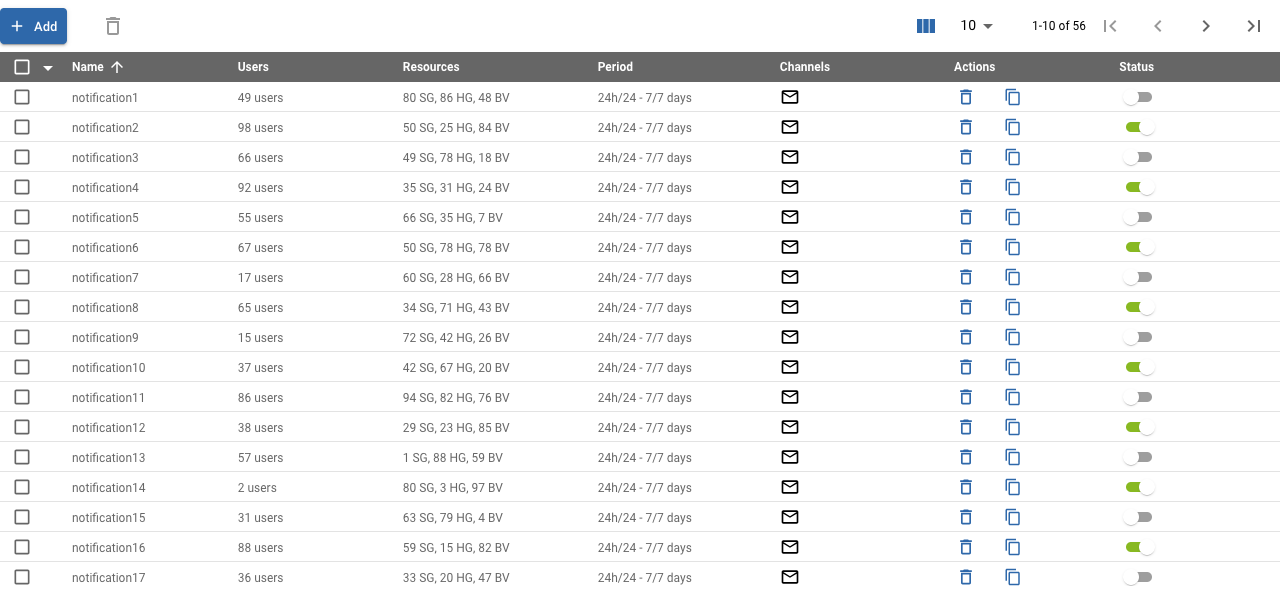 Add 10 1-10 of 56
Name Users Resources Period Channels Actions Status
notification1 49 users 80 SG, 86 HG, 48 BV 24h/24 - 7/7 days
notification2 98 users 50 SG, 25 HG, 84 BV 24h/24 - 7/7 days
notification3 66 users 49 SG, 78 HG, 18 BV 24h/24 - 7/7 days
notification4 92 users 35 SG, 31 HG, 24 BV 24h/24 - 7/7 days
notification5 55 users 66 SG, 35 HG, 7 BV 24h/24 - 7/7 days
notification6 67 users 50 SG, 78 HG, 78 BV 24h/24 - 7/7 days
notification7 17 users 60 SG, 28 HG, 66 BV 24h/24 - 7/7 days
notification8 65 users 34 SG, 71 HG, 43 BV 24h/24 - 7/7 days
notification9 15 users 72 SG, 42 HG, 26 BV 24h/24 - 7/7 days
notification10 37 users 42 SG, 67 HG, 20 BV 24h/24 - 7/7 days
notification11 86 users 94 SG, 82 HG, 76 BV 24h/24 - 7/7 days
notification12 38 users 29 SG, 23 HG, 85 BV 24h/24 - 7/7 days
notification13 57 users 1 SG, 88 HG, 59 BV 24h/24 - 7/7 days
notification14 2 users 80 SG, 3 HG, 97 BV 24h/24 - 7/7 days
notification15 31 users 63 SG, 79 HG, 4 BV 24h/24 - 7/7 days
notification16 88 users 59 SG, 15 HG, 82 BV 24h/24 - 7/7 days
notification17 36 users 33 SG, 20 HG, 47 BV 24h/24 - 7/7 days